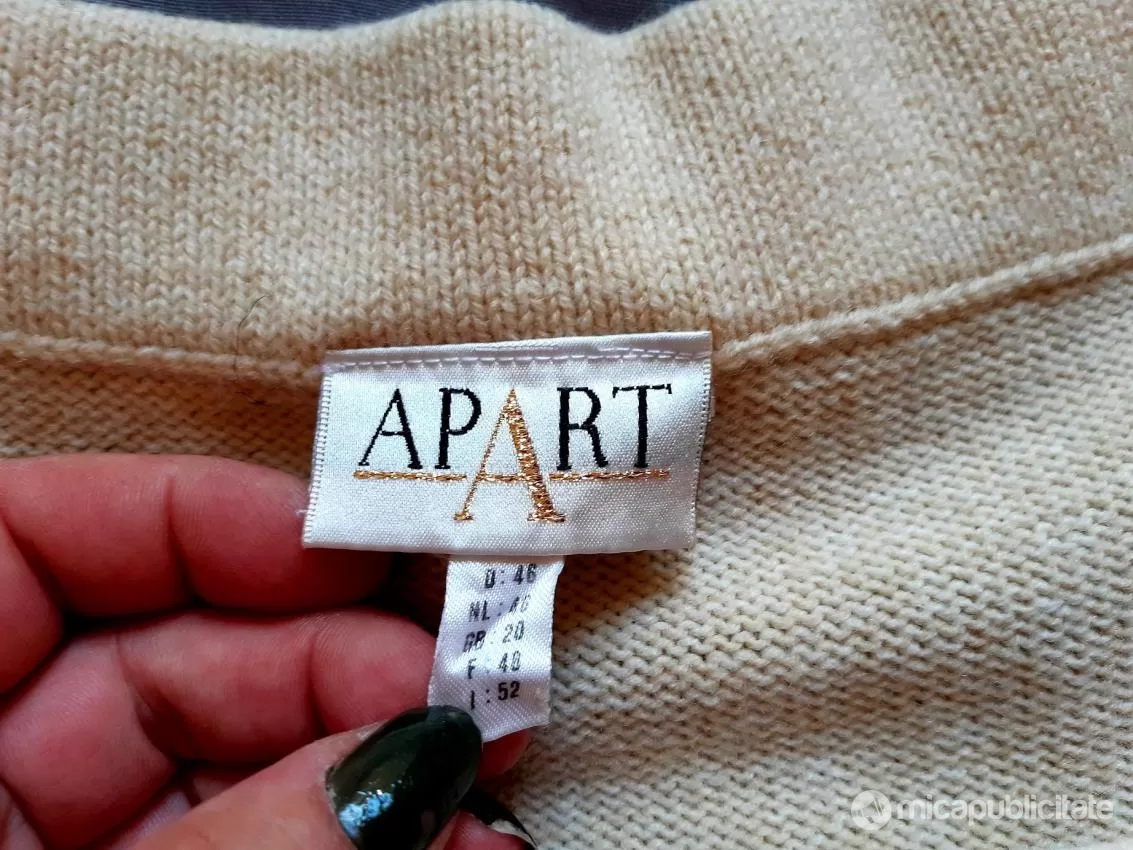 APART
D: 46
NL: 46
GB: 20
F: 48
I: 52
micapublicitate